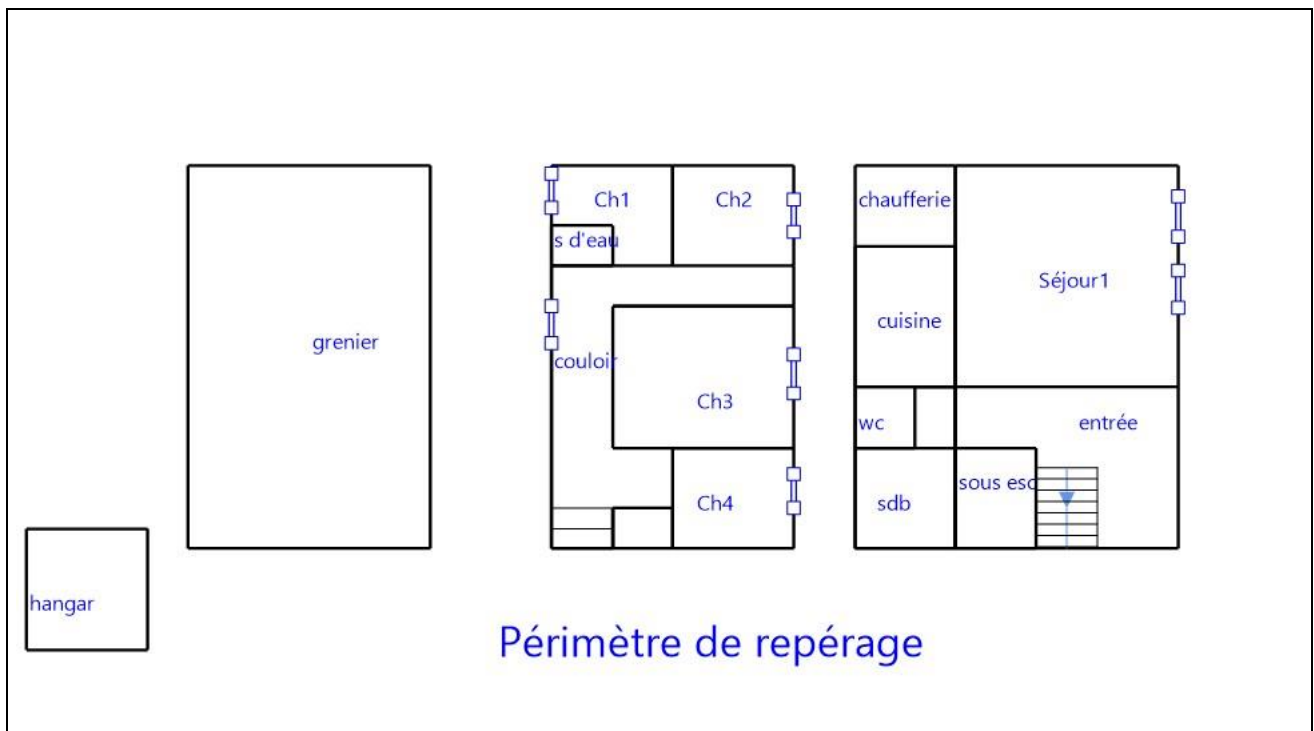 Ch1
Ch2
chaufferie
s d'eau
Séjour1
cuisine
grenier
couloir
Ch3
wc
entrée
sous esc
Ch4
sdb
hangar
Périmètre de repérage